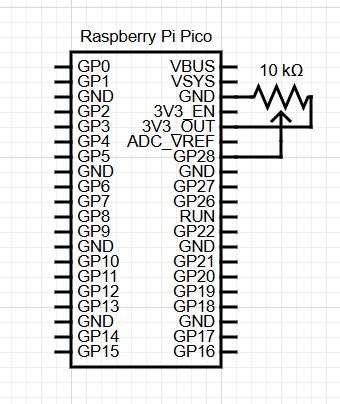 Raspberry Pi Pico
10 kΩ
GP0 VBUS
GP1 VSYS
GND GND
GP2 3V3_EN
GP3 3V3_OUT
GP4 ADC_VREF
GP5 GP28
GND GND
GP6 GP27
GP7 GP26
GP8 RUN
GP9 GP22
GND GND
GP10 GP21
GP11 GP20
GP12 GP19
GP13 GP18
GND GND
GP14 GP17
GP15 GP16